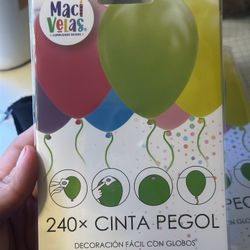 Maci
Velas
240× CINTA PEGOL
DECORACIÓN FÁCIL CON GLOBOS